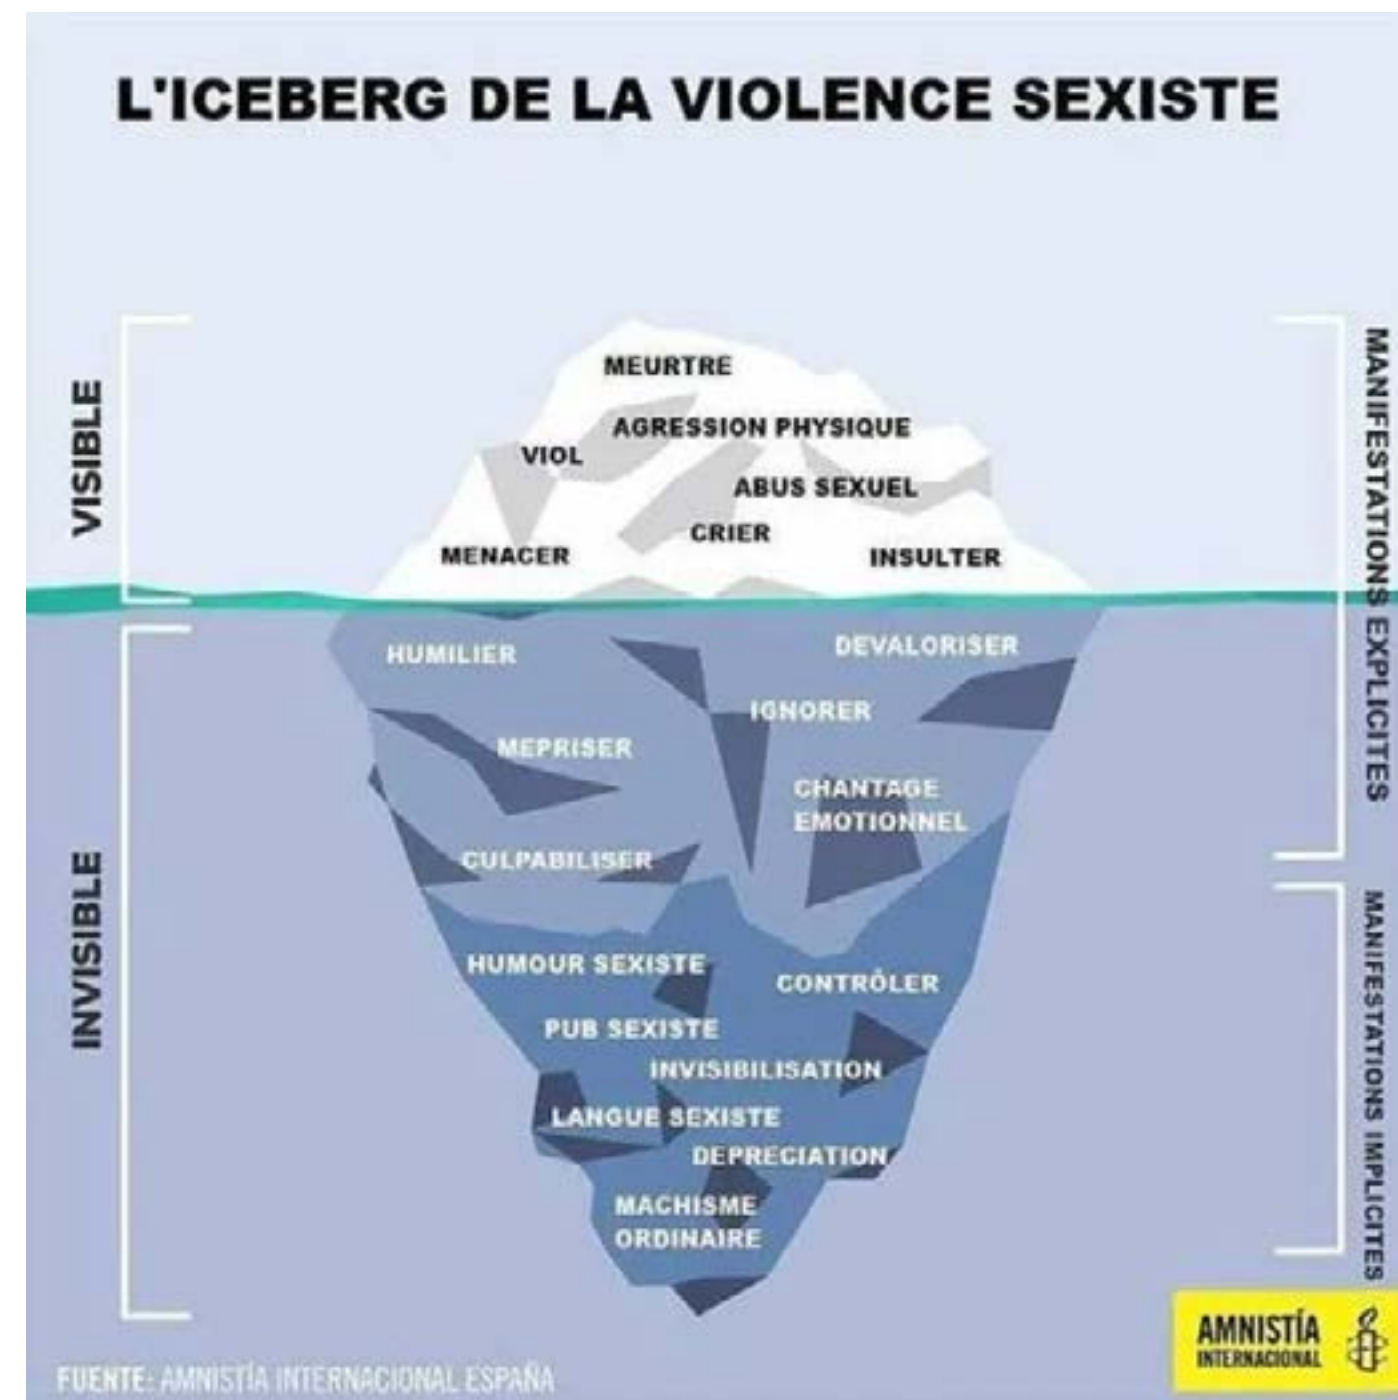 L'ICEBERG DE LA VIOLENCE SEXISTE
VISIBLE
MANIFESTATIONS EXPLICITES
MEURTRE
AGRESSION PHYSIQUE
VIOL
ABUS SEXUEL
CRIER
MENACER
INSULTER
INVISIBLE
HUMILIER
DEVALORISER
IGNORER
MEPRISER
CHANTAGE
EMOTIONNEL
CULPABILISER
MANIFESTATIONS IMPLICITES
HUMOUR SEXISTE
CONTRÔLER
PUB SEXISTE
INVISIBILISATION
LANGUE SEXISTE
DEPRECIATION
MACHISME
ORDINAIRE
AMNISTÍA
INTERNACIONAL
FUENTE: AMNISTÍA INTERNACIONAL ESPAÑA